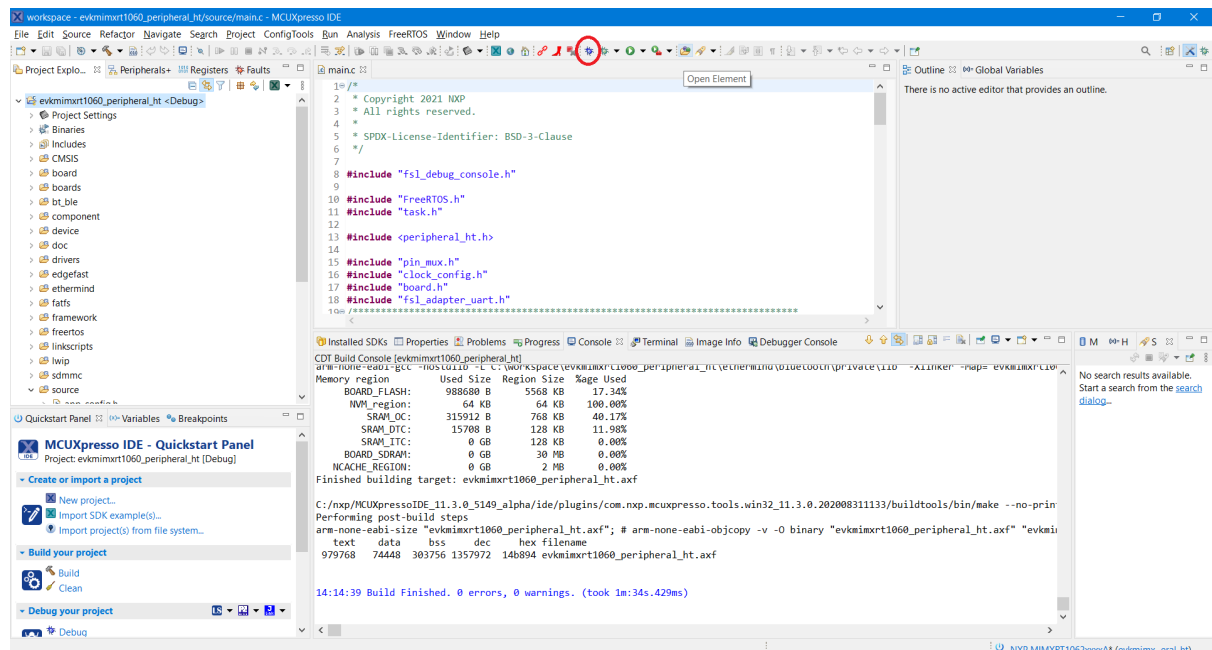 workspace - evkmimxrt1060_peripheral_ht/source/main.c - MCUXpresso IDE
File Edit Source Refactor Navigate Search Project ConfigTools Run Analysis FreeRTOS Window Help
Project Explo... Peripherals+ Registers Faults
evkmimxrt1060_peripheral_ht <Debug>
Project Settings
Binaries
Includes
CMSIS
board
boards
bt_ble
component
device
doc
drivers
edgefast
ethermind
fatfs
framework
freertos
linkscripts
lwip
sdmmc
source
main.c
Open Element
1 /*
2 * Copyright 2021 NXP
3 * All rights reserved.
4 *
5 * SPDX-License-Identifier: BSD-3-Clause
6 */
7
8 #include "fsl_debug_console.h"
9
10 #include "FreeRTOS.h"
11 #include "task.h"
12
13 #include <peripheral_ht.h>
14
15 #include "pin_mux.h"
16 #include "clock_config.h"
17 #include "board.h"
18 #include "fsl_adapter_uart.h"
Outline Global Variables
There is no active editor that provides an outline.
Quickstart Panel Variables Breakpoints
MCUXpresso IDE - Quickstart Panel
IDE
Project: evkmimxrt1060_peripheral_ht [Debug]
Create or import a project
New project...
Import SDK example(s)...
Import project(s) from file system...
Build your project
Build
Clean
Debug your project
Debug
Installed SDKs Properties Problems Progress Console Terminal Image Info Debugger Console
CDT Build Console [evkmimxrt1060_peripheral_ht]
Memory region Used Size Region Size %age Used
BOARD_FLASH: 988680 B 5568 KB 17.34%
NVM_region: 64 KB 64 KB 100.00%
SRAM_OC: 315912 B 768 KB 40.17%
SRAM_DTC: 15708 B 128 KB 11.98%
SRAM_ITC: 0 GB 128 KB 0.00%
BOARD_SDRAM: 0 GB 30 MB 0.00%
NCACHE_REGION: 0 GB 2 MB 0.00%
Finished building target: evkmimxrt1060_peripheral_ht.axf
C:/nxp/MCUXpressoIDE_11.3.0_5149_alpha/ide/plugins/com.nxp.mcuxpresso.tools.win32_11.3.0.202008311133/buildtools/bin/make --no-prin
Performing post-build steps
arm-none-eabi-size "evkmimxrt1060_peripheral_ht.axf"; # arm-none-eabi-objcopy -v -O binary "evkmimxrt1060_peripheral_ht.axf" "evkmi
text data bss dec hex filename
979768 74448 303756 1357972 14b894 evkmimxrt1060_peripheral_ht.axf
14:14:39 Build Finished. 0 errors, 0 warnings. (took 1m:34s.429ms)
M H S
No search results available. Start a search from the search dialog...